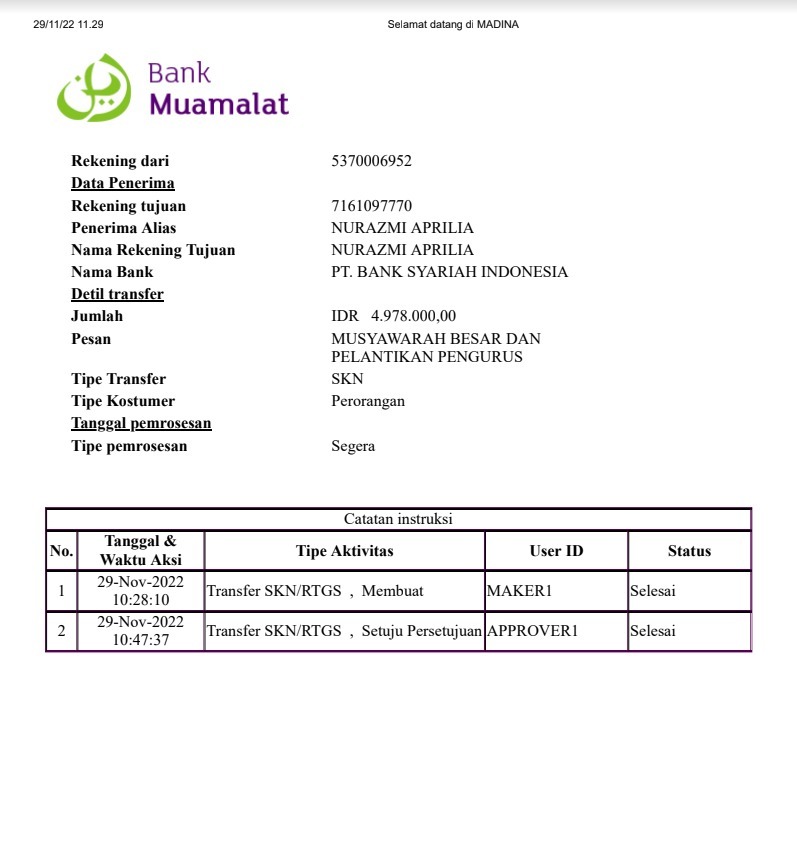 29/11/22 11.29 Selamat datang di MADINA
Bank
Muamalat
Rekening dari 5370006952
Data Penerima
Rekening tujuan 7161097770
Penerima Alias NURAZMI APRILIA
Nama Rekening Tujuan NURAZMI APRILIA
Nama Bank PT. BANK SYARIAH INDONESIA
Detil transfer
Jumlah IDR 4.978.000,00
Pesan MUSYAWARAH BESAR DAN
PELANTIKAN PENGURUS
Tipe Transfer SKN
Tipe Kostumer Perorangan
Tanggal pemrosesan
Tipe pemrosesan Segera
Catatan instruksi
No. Tanggal & Waktu Aksi Tipe Aktivitas User ID Status
1 29-Nov-2022 10:28:10 Transfer SKN/RTGS , Membuat MAKER1 Selesai
2 29-Nov-2022 10:47:37 Transfer SKN/RTGS , Setuju Persetujuan APPROVER1 Selesai